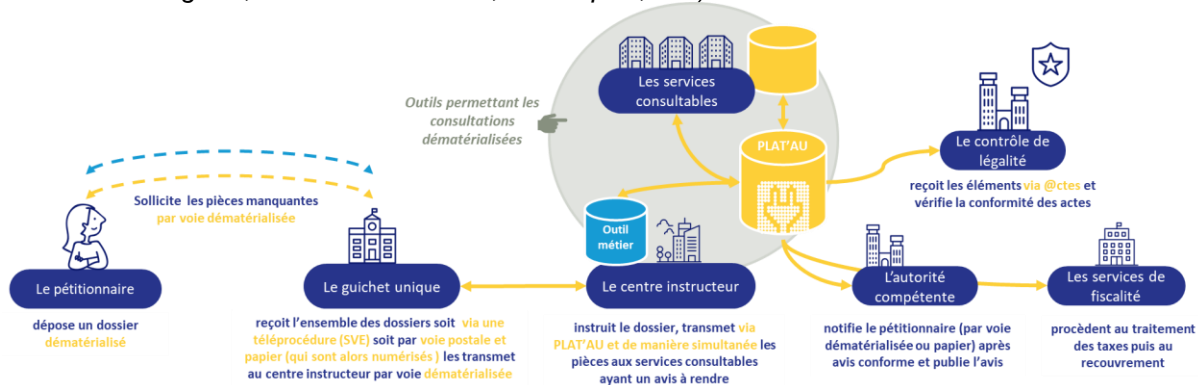 Les services
consultables
Outils permettant les
consultations
dématérialisées
PLAT'AU
Le contrôle de
légalité
reçoit les éléments via @ctes et
vérifie la conformité des actes
Sollicite les pièces manquantes
par voie dématérialisée
Outil
métier
Le pétitionnaire
dépose un dossier
dématérialisé
Le guichet unique
reçoit l'ensemble des dossiers soit via une
téléprocédure (SVE) soit par voie postale et
papier (qui sont alors numérisés ) les transmet
au centre instructeur par voie dématérialisée
Le centre instructeur
instruit le dossier, transmet via
PLAT'AU et de manière simultanée les
pièces aux services consultables
ayant un avis à rendre
L'autorité
compétente
notifie le pétitionnaire (par voie
dématérialisée ou papier) après
avis conforme et publie l'avis
Les services de
fiscalité
procèdent au traitement
des taxes puis au
recouvrement